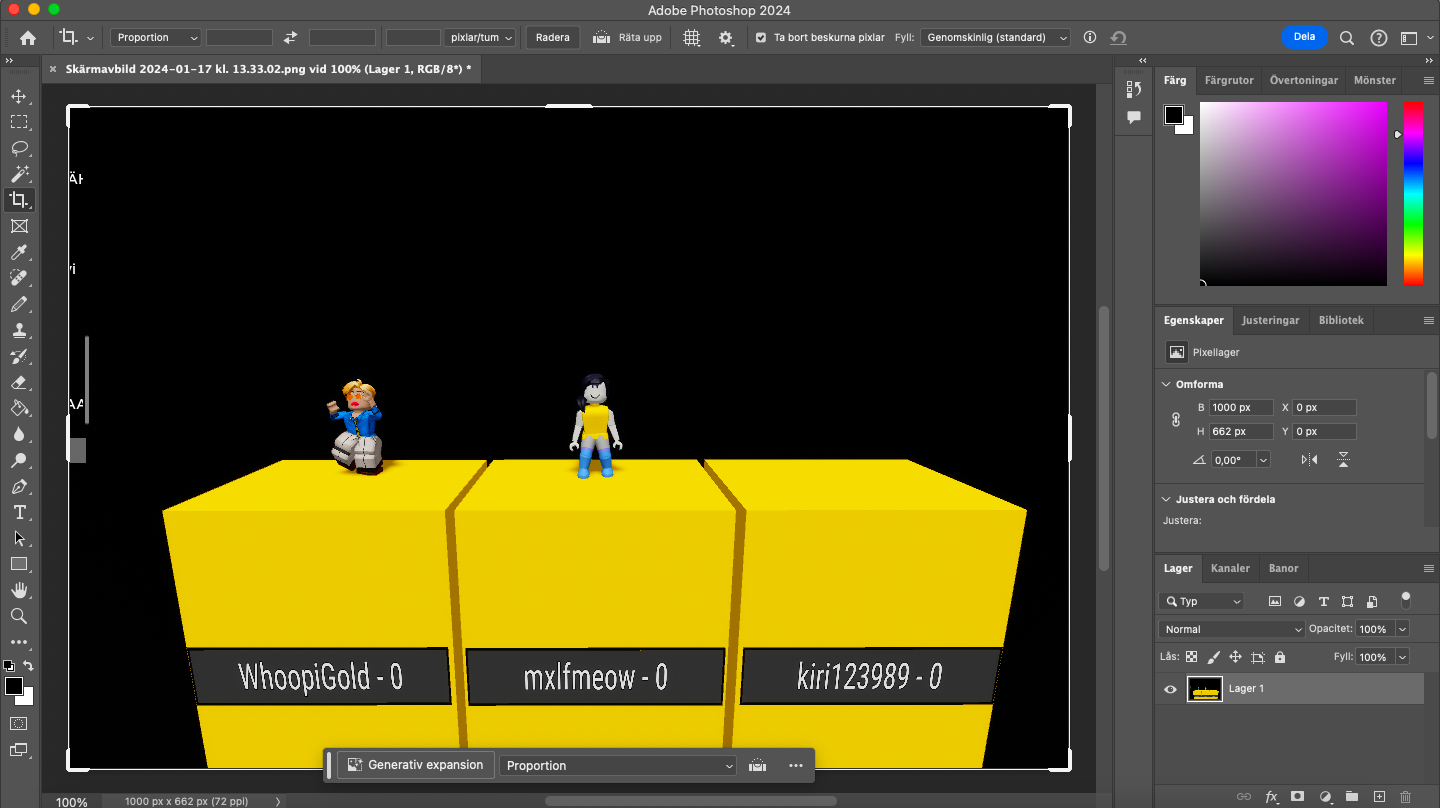 Adobe Photoshop 2024
Proportion
pixlar/tum
Radera
Räta upp
Ta bort beskurna pixlar
Fyll:
Genomskinlig (standard)
Dela
Skärmavbild 2024-01-17 kl. 13.33.02.png vid 100% (Lager 1, RGB/8*) *
Färg
Färgrutor
Övertoningar
Mönster
vi
Egenskaper
Justeringar
Bibliotek
Pixellager
Omforma
B 1000 px X 0 px
H 662 px Y 0 px
0,00°
Justera och fördela
Justera:
WhoopiGold - 0
mxlfmeow - 0
kiri123989 - 0
Lager
Kanaler
Banor
Typ
Normal
Opacitet: 100%
Lås:
Fyll: 100%
Lager 1
Generativ expansion
Proportion
100%
1000 px x 662 px (72 ppi)
fx